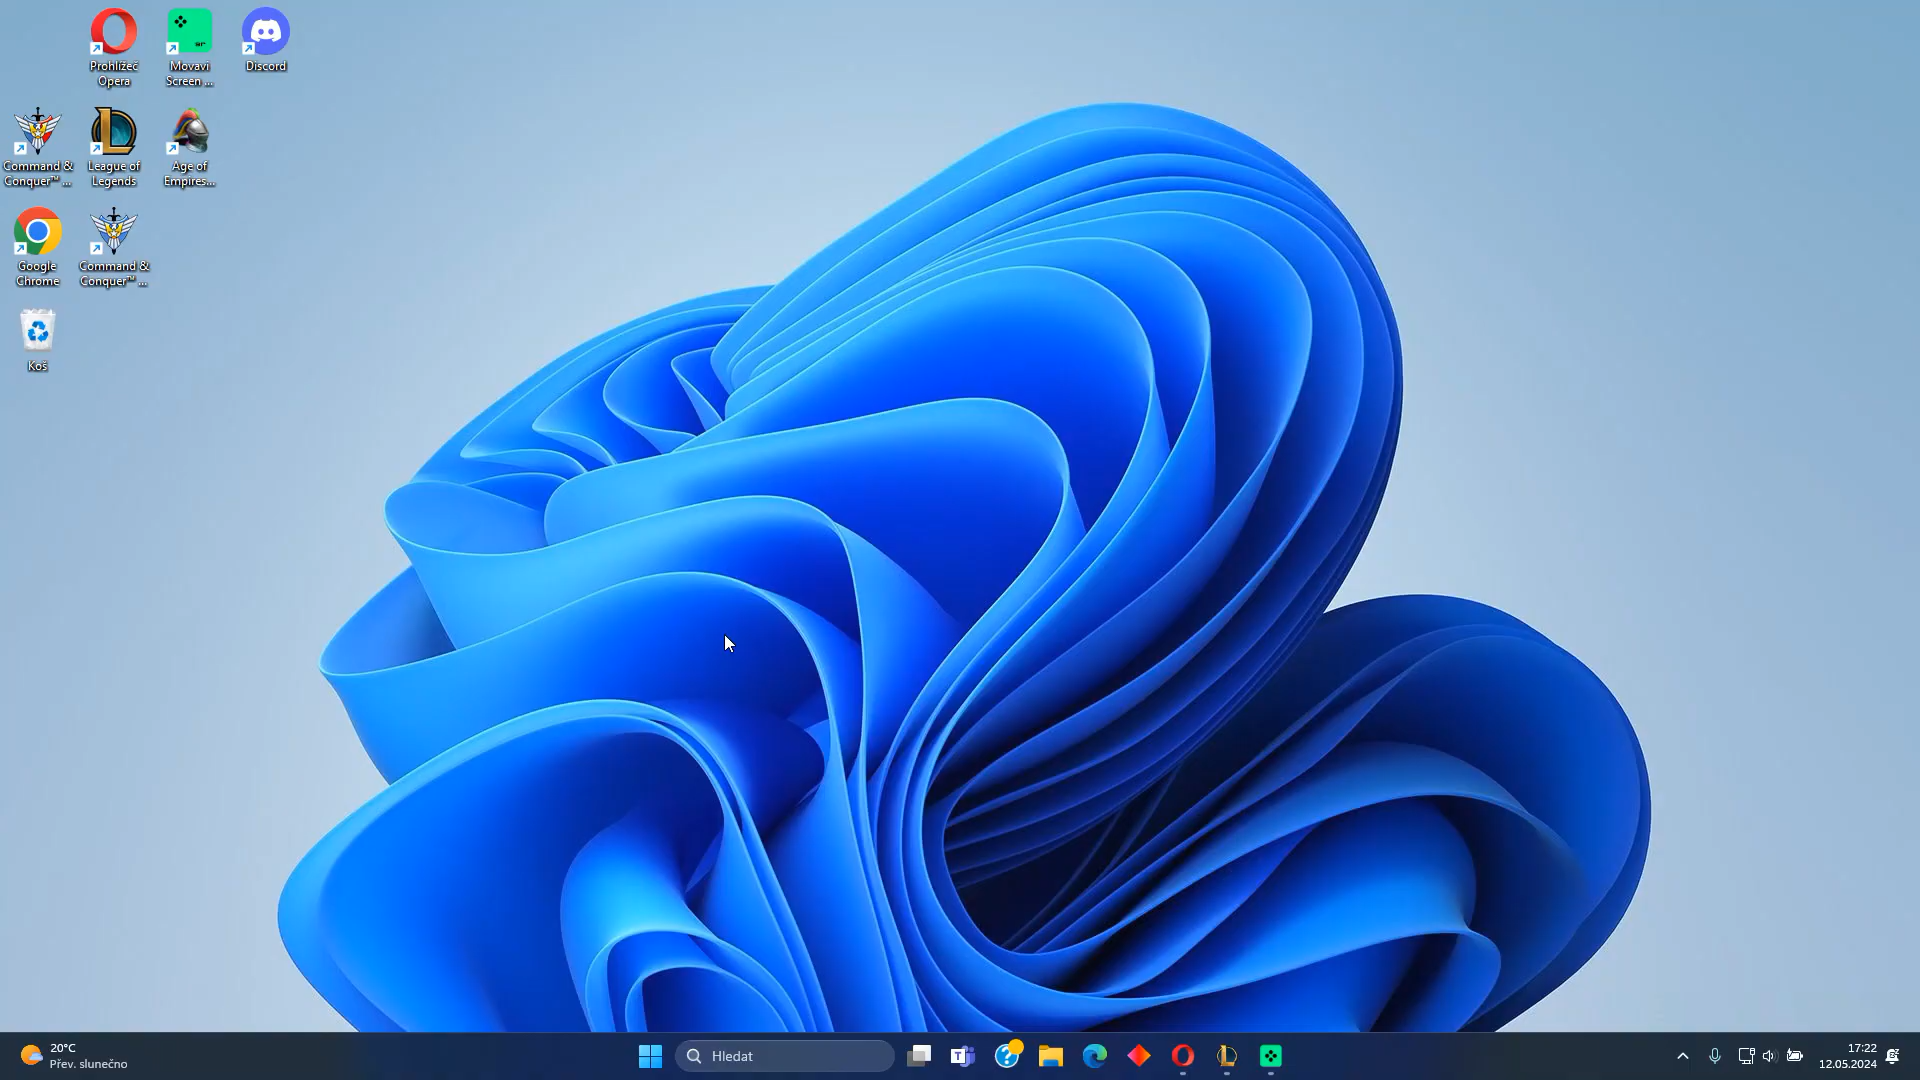 Prohlížeč
Opera
Movavi
Screen ...
Discord
Command &
Conquer™ ...
League of
Legends
Age of
Empires...
Google
Chrome
Command &
Conquer™ ...
Koš
20°C
Přev. slunečno
Hledat
17:22
12.05.2024